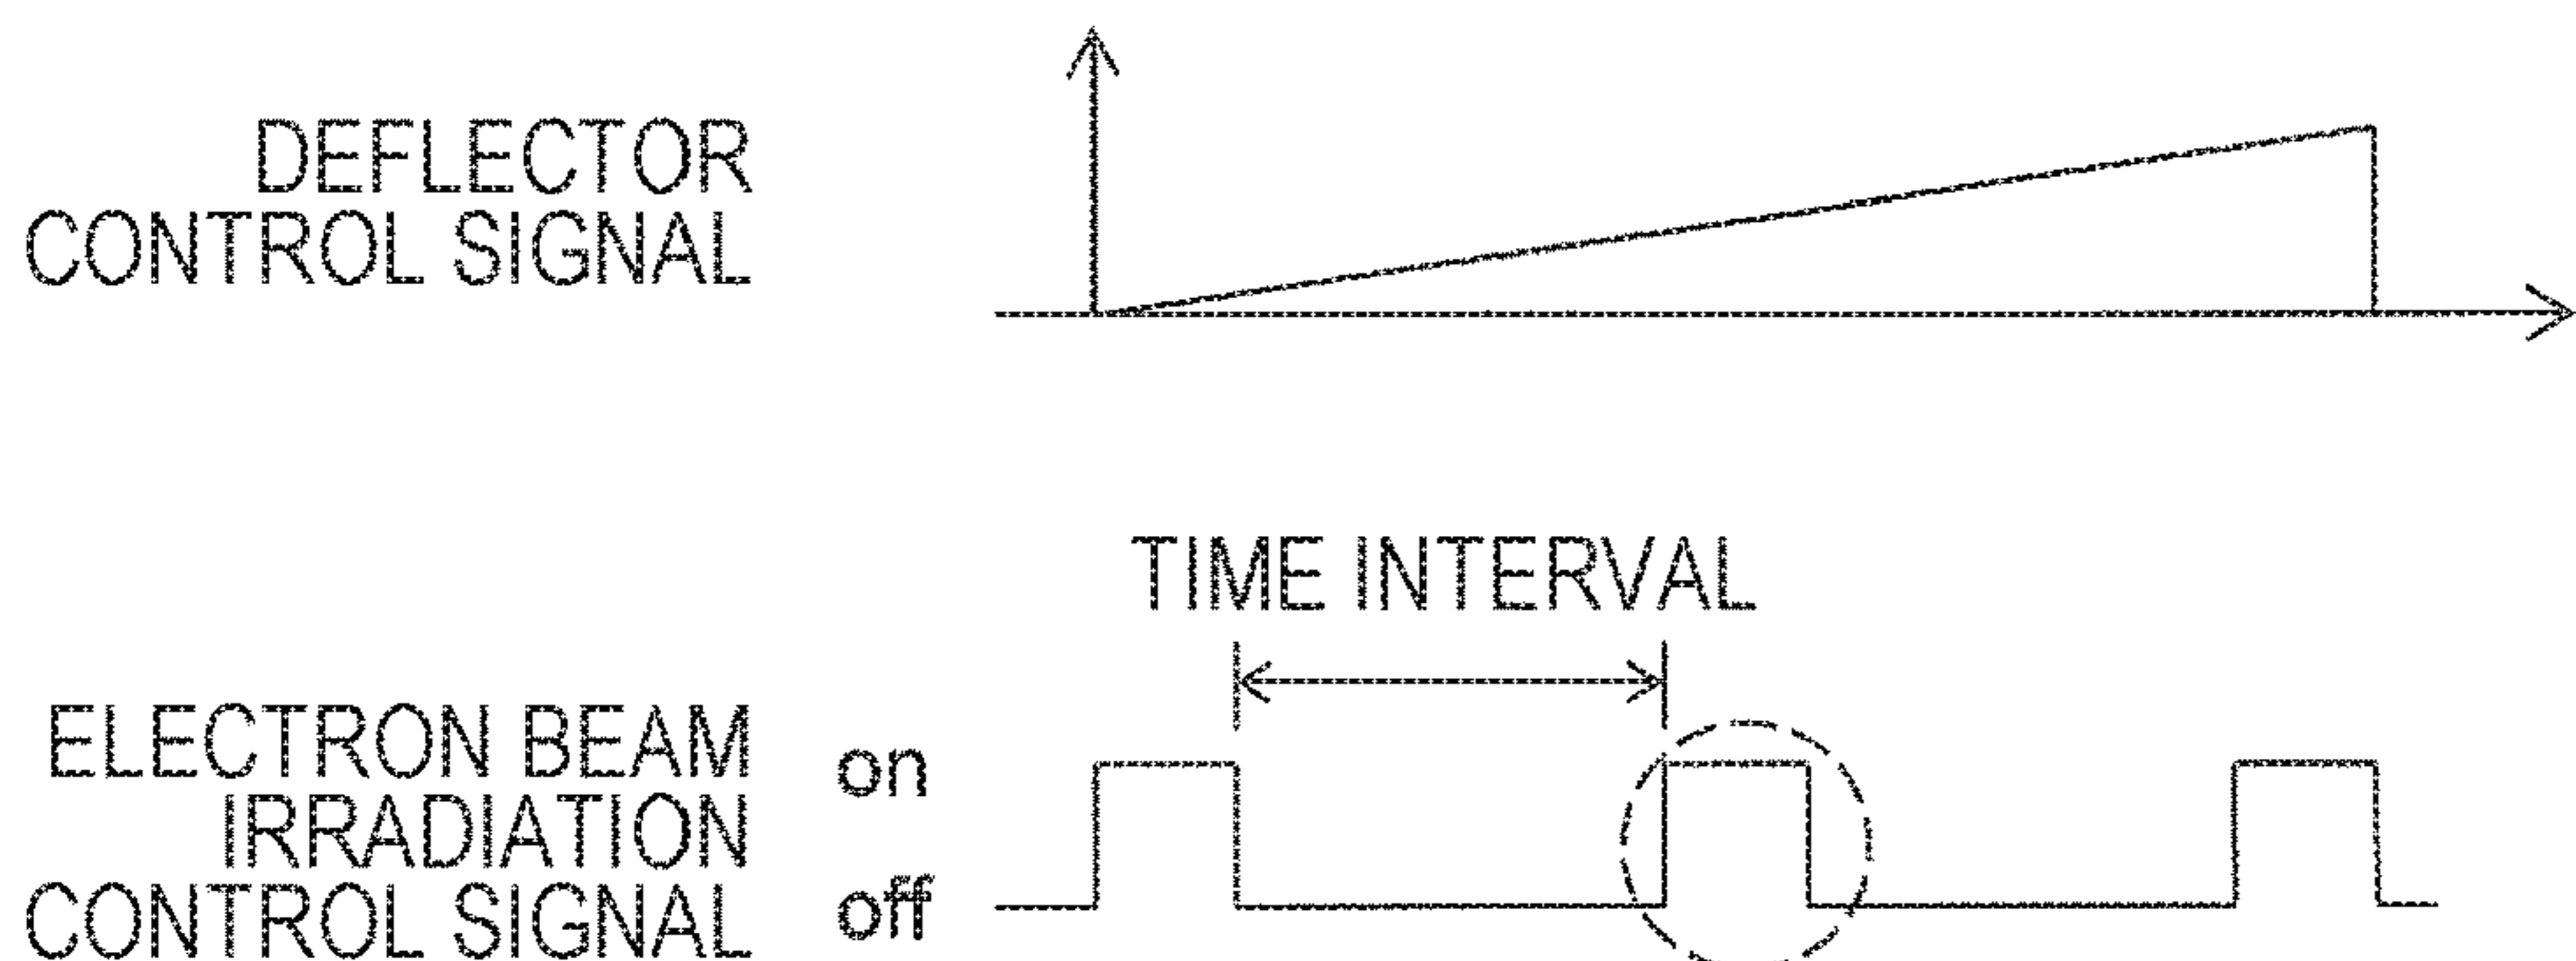 DEFLECTOR
CONTROL SIGNAL
TIME INTERVAL
ELECTRON BEAM
IRRADIATION
CONTROL SIGNAL
on
off